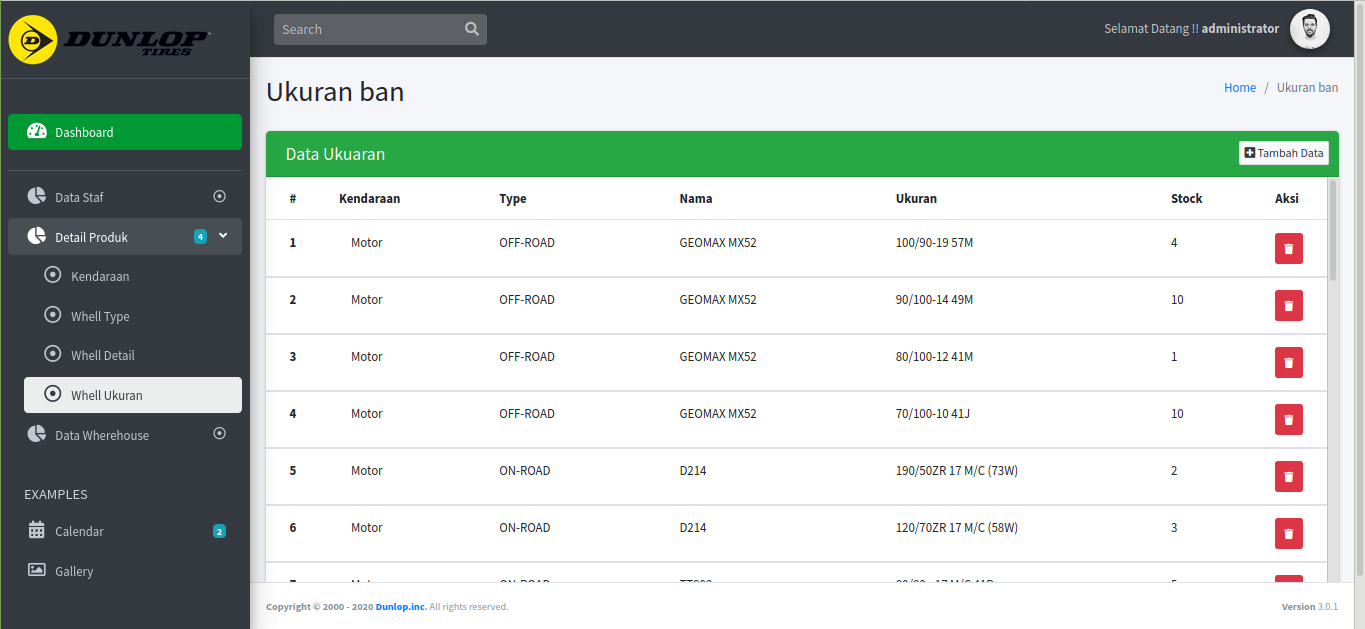 DUNLOP
TIRES
Search
Selamat Datang !! administrator
Dashboard
Data Staf
Detail Produk 4
Kendaraan
Whell Type
Whell Detail
Whell Ukuran
Data Wherehouse
EXAMPLES
Calendar 2
Gallery
Ukuran ban
Home / Ukuran ban
Data Ukuaran
Tambah Data
# Kendaraan Type Nama Ukuran Stock Aksi
1 Motor OFF-ROAD GEOMAX MX52 100/90-19 57M 4
2 Motor OFF-ROAD GEOMAX MX52 90/100-14 49M 10
3 Motor OFF-ROAD GEOMAX MX52 80/100-12 41M 1
4 Motor OFF-ROAD GEOMAX MX52 70/100-10 41J 10
5 Motor ON-ROAD D214 190/50ZR 17 M/C (73W) 2
6 Motor ON-ROAD D214 120/70ZR 17 M/C (58W) 3
Copyright © 2000 - 2020 Dunlop.inc. All rights reserved.
Version 3.0.1